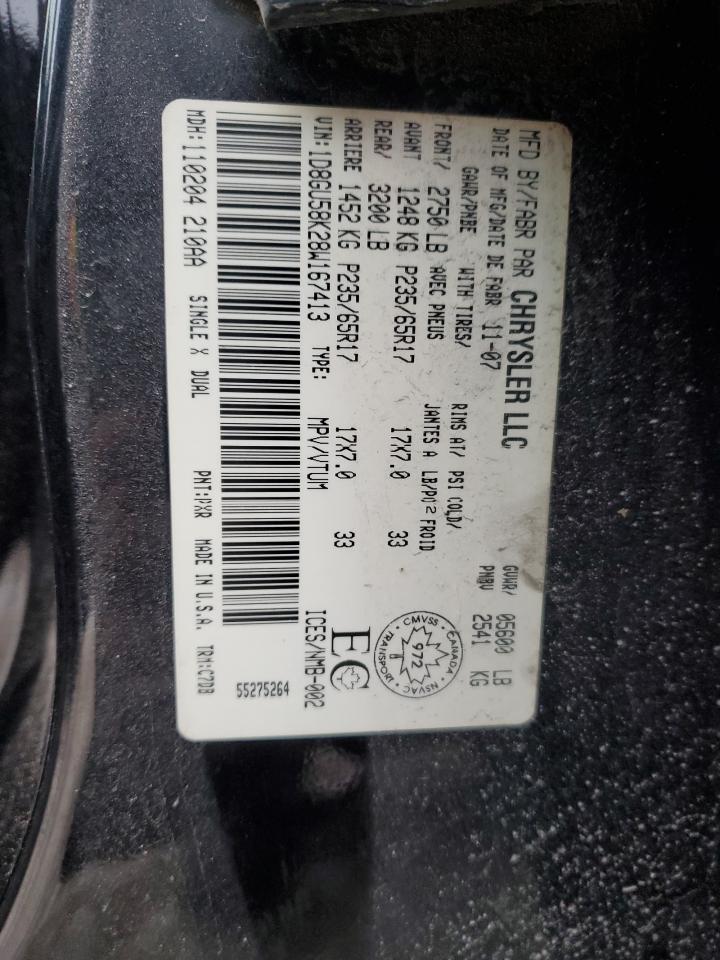 MFD BY/FABR PAR CHRYSLER LLC
DATE OF MFG/DATE DE FABR 11-07 GVWR/ 05600 LB
PNBV 2541 KG
GAWR/PNBE WITH TIRES/ RIMS AT/ PSI COLD/
FRONT/ 2750 LB AVEC PNEUS JANTES A LB/PO2 FROID
AVANT 1248 KG P235/65R17 17X7.0 33
REAR/ 3200 LB
ARRIERE 1452 KG P235/65R17 17X7.0 33
CANADA · NSVAC · TRANSPORT · CMVSS
972
EC
VIN:1D8GU58K28W167413 TYPE: MPV/VTUM ICES/NMB-002
55275264
MDH:110204 210AA SINGLE X DUAL PNT:PXR MADE IN U.S.A. TRM:C7DB